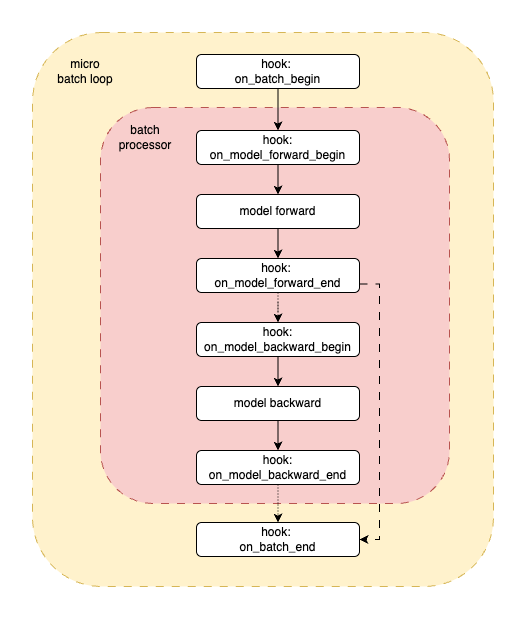 micro
batch loop
hook:
on_batch_begin
batch
processor
hook:
on_model_forward_begin
model forward
hook:
on_model_forward_end
hook:
on_model_backward_begin
model backward
hook:
on_model_backward_end
hook:
on_batch_end